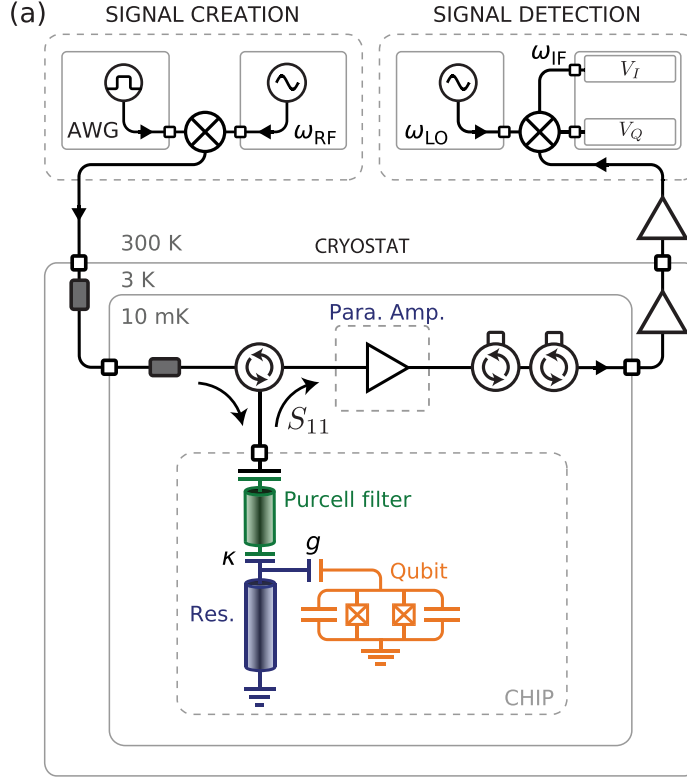 (a)
SIGNAL CREATION
SIGNAL DETECTION
AWG
ω_RF
ω_LO
ω_IF
V_I
V_Q
300 K
CRYOSTAT
3 K
10 mK
Para. Amp.
S_11
Purcell filter
κ
g
Qubit
Res.
CHIP